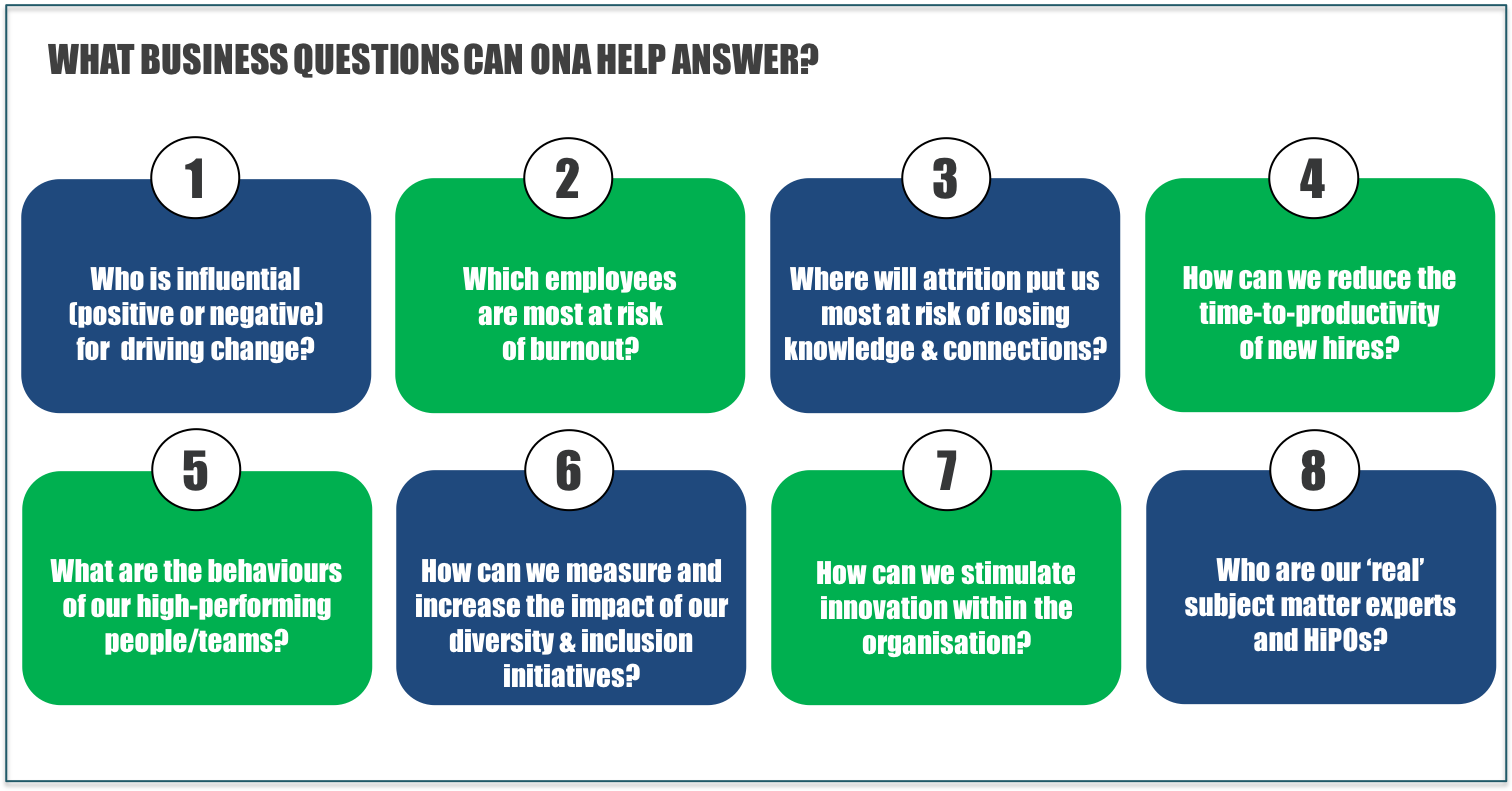 WHAT BUSINESS QUESTIONS CAN ONA HELP ANSWER?
1
Who is influential
(positive or negative)
for driving change?
2
Which employees
are most at risk
of burnout?
3
Where will attrition put us
most at risk of losing
knowledge & connections?
4
How can we reduce the
time-to-productivity
of new hires?
5
What are the behaviours
of our high-performing
people/teams?
6
How can we measure and
increase the impact of our
diversity & inclusion
initiatives?
7
How can we stimulate
innovation within the
organisation?
8
Who are our ‘real’
subject matter experts
and HiPOs?